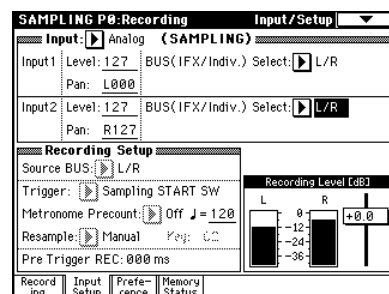 SAMPLING P0:Recording Input/Setup
Input: Analog (SAMPLING)
Input1 Level: 127 BUS(IFX/Indiv.) Select: L/R
Pan: L000
Input2 Level: 127 BUS(IFX/Indiv.) Select: L/R
Pan: R127
Recording Setup
Source BUS: L/R
Trigger: Sampling START SW
Metronome Precount: Off ♩=120
Resample: Manual Key:
Pre Trigger REC: 000 ms
Recording Level [dB]
L R
0 +0.0
-12
-24
-36
Record ing Input Setup Prefe- rence Memory Status